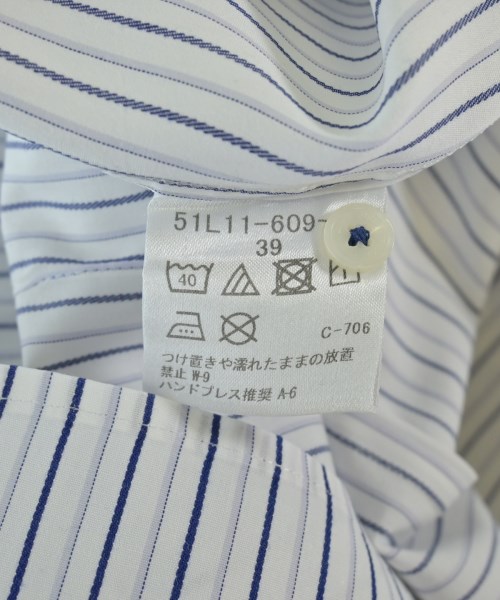 51L11-609-
39
40
C-706
つけ置きや濡れたままの放置
禁止 W-9
ハンドプレス推奨 A-6